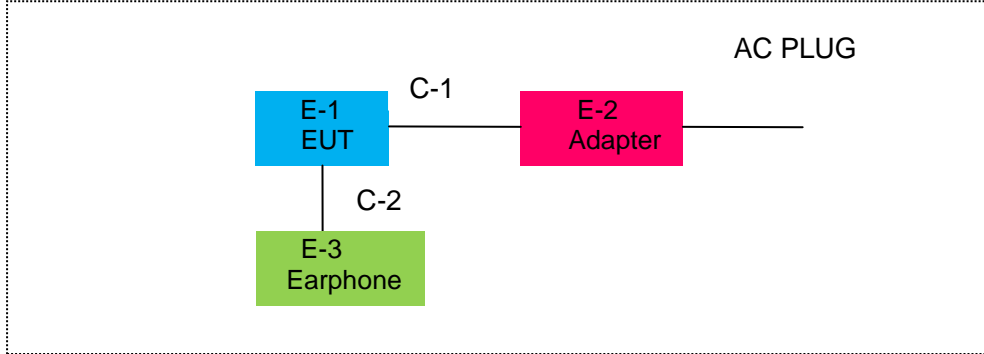 AC PLUG
C-1
E-1
EUT
E-2
Adapter
C-2
E-3
Earphone